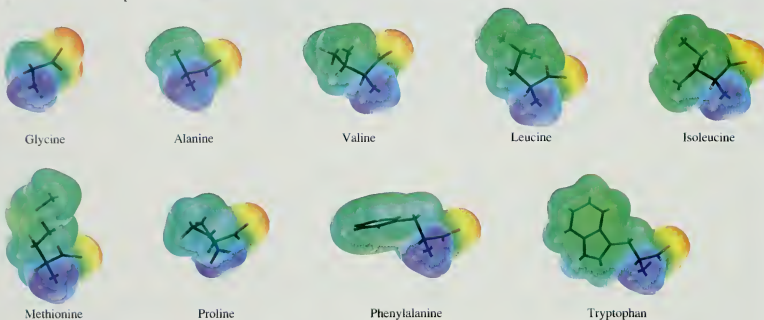 Glycine
Alanine
Valine
Leucine
Isoleucine
Methionine
Proline
Phenylalanine
Tryptophan